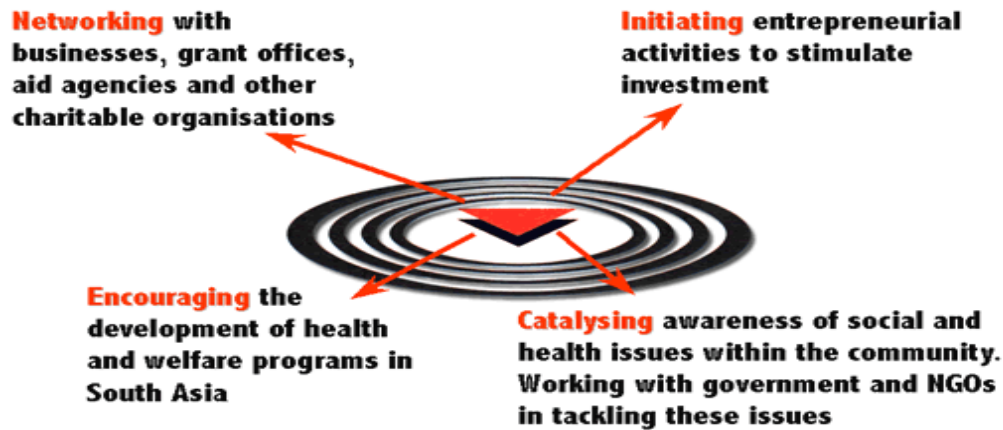 Networking with
businesses, grant offices,
aid agencies and other
charitable organisations
Initiating entrepreneurial
activities to stimulate
investment
Encouraging the
development of health
and welfare programs in
South Asia
Catalysing awareness of social and
health issues within the community.
Working with government and NGOs
in tackling these issues